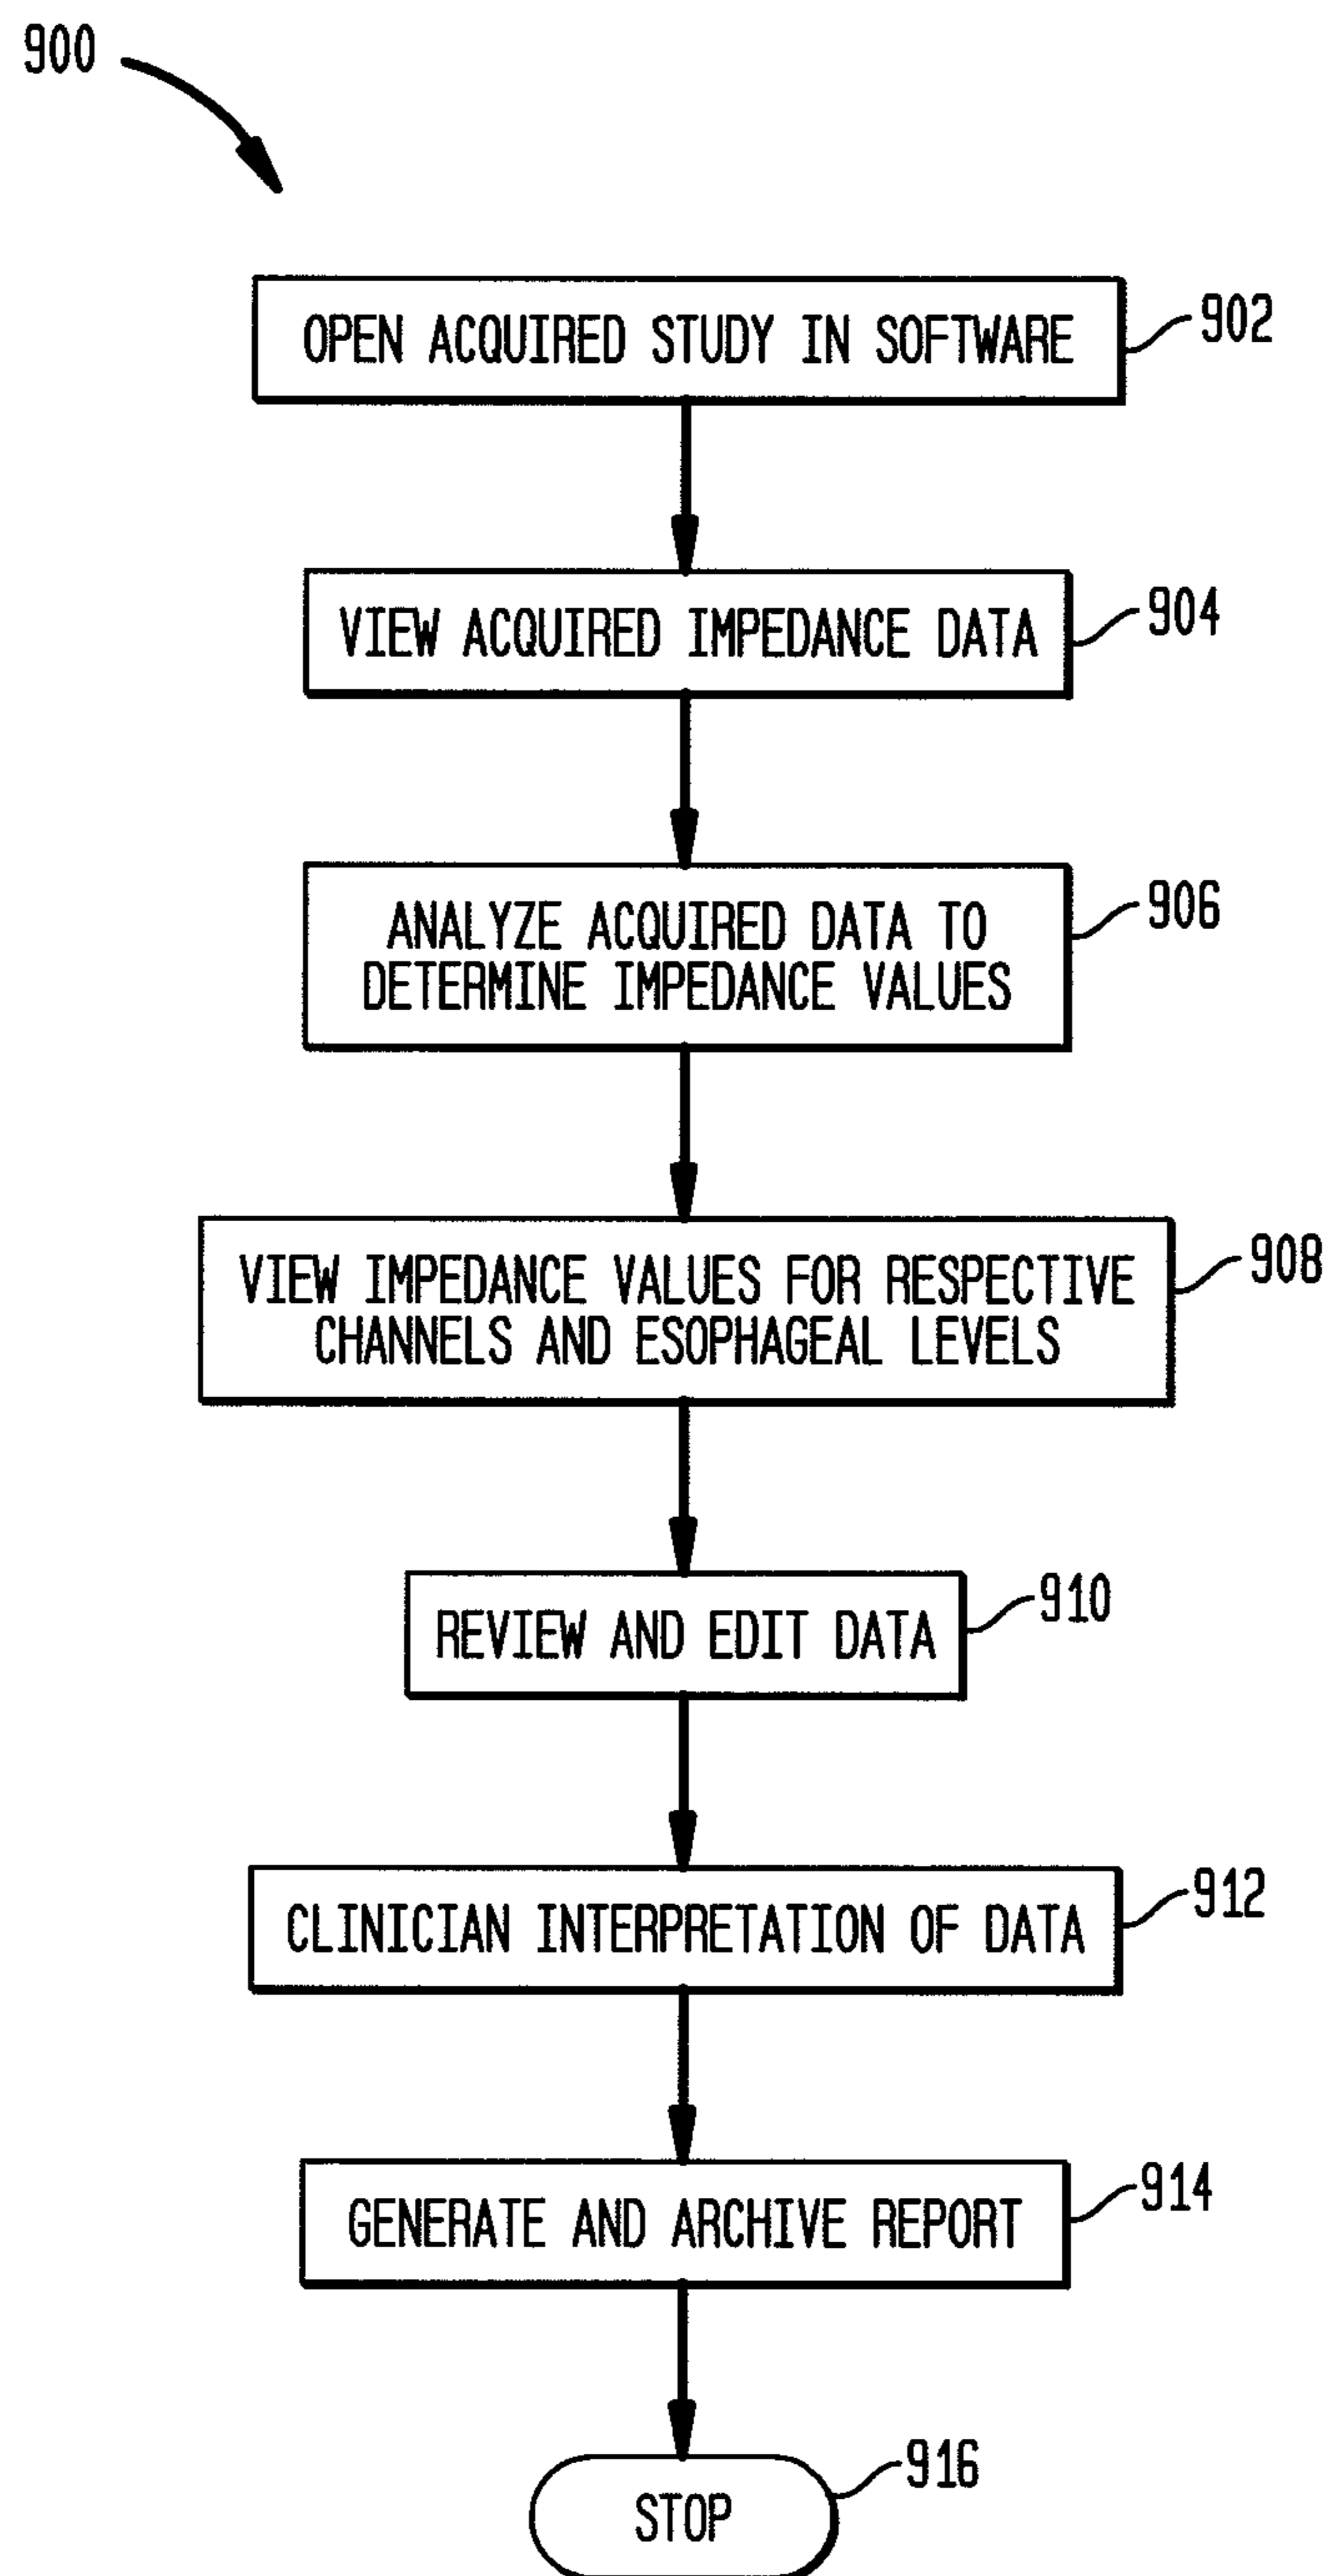 900
OPEN ACQUIRED STUDY IN SOFTWARE
902
VIEW ACQUIRED IMPEDANCE DATA
904
ANALYZE ACQUIRED DATA TO
DETERMINE IMPEDANCE VALUES
906
VIEW IMPEDANCE VALUES FOR RESPECTIVE
CHANNELS AND ESOPHAGEAL LEVELS
908
REVIEW AND EDIT DATA
910
CLINICIAN INTERPRETATION OF DATA
912
GENERATE AND ARCHIVE REPORT
914
STOP
916